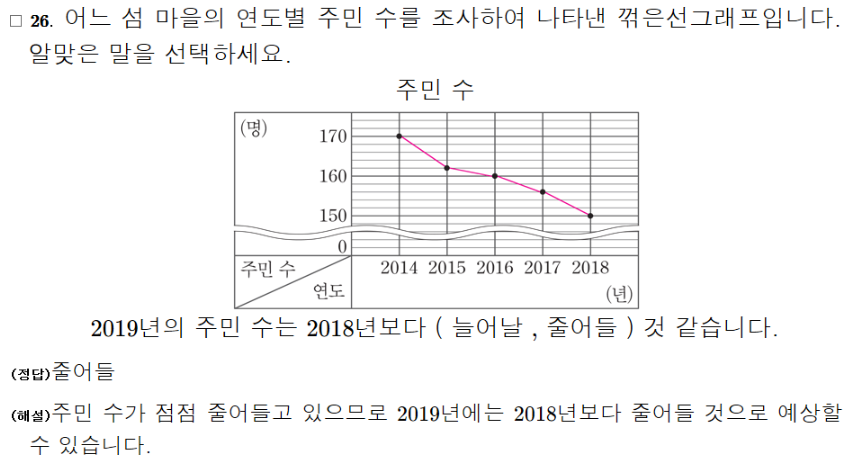 □ 26. 어느 섬 마을의 연도별 주민 수를 조사하여 나타낸 꺾은선그래프입니다.
알맞은 말을 선택하세요.
주민 수
(명)
170
160
150
0
주민 수
연도
2014 2015 2016 2017 2018
(년)
2019년의 주민 수는 2018년보다 ( 늘어날 , 줄어들 ) 것 같습니다.
(정답)줄어들
(해설)주민 수가 점점 줄어들고 있으므로 2019년에는 2018년보다 줄어들 것으로 예상할
수 있습니다.